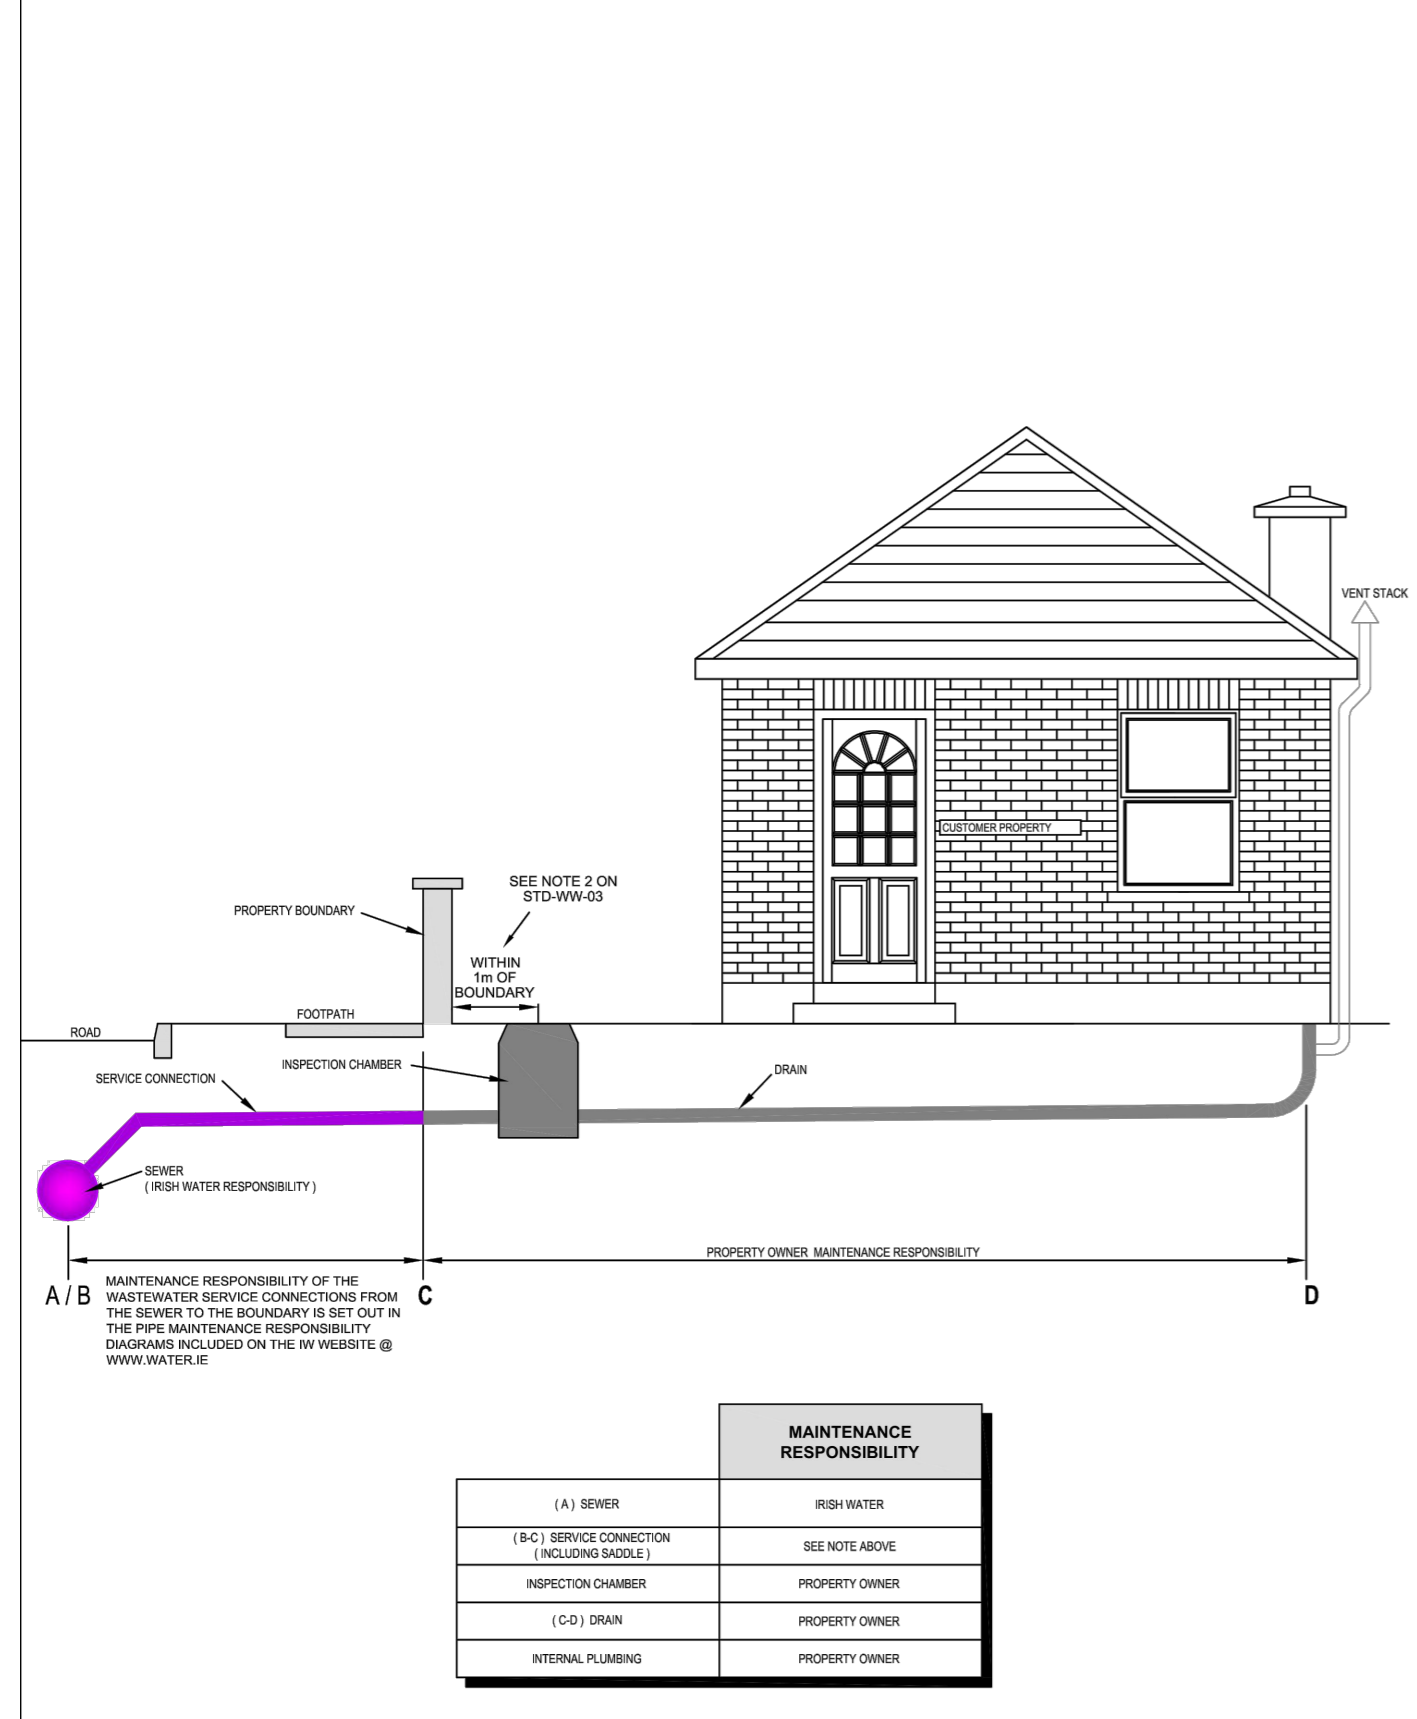 VENT STACK
CUSTOMER PROPERTY
SEE NOTE 2 ON
STD-WW-03
PROPERTY BOUNDARY
WITHIN
1m OF
BOUNDARY
FOOTPATH
ROAD
INSPECTION CHAMBER
SERVICE CONNECTION
DRAIN
SEWER
( IRISH WATER RESPONSIBILITY )
PROPERTY OWNER MAINTENANCE RESPONSIBILITY
A / B
MAINTENANCE RESPONSIBILITY OF THE
WASTEWATER SERVICE CONNECTIONS FROM
THE SEWER TO THE BOUNDARY IS SET OUT IN
THE PIPE MAINTENANCE RESPONSIBILITY
DIAGRAMS INCLUDED ON THE IW WEBSITE @
WWW.WATER.IE
C
D
MAINTENANCE
RESPONSIBILITY
( A ) SEWER
IRISH WATER
( B-C ) SERVICE CONNECTION
( INCLUDING SADDLE )
SEE NOTE ABOVE
INSPECTION CHAMBER
PROPERTY OWNER
( C-D ) DRAIN
PROPERTY OWNER
INTERNAL PLUMBING
PROPERTY OWNER